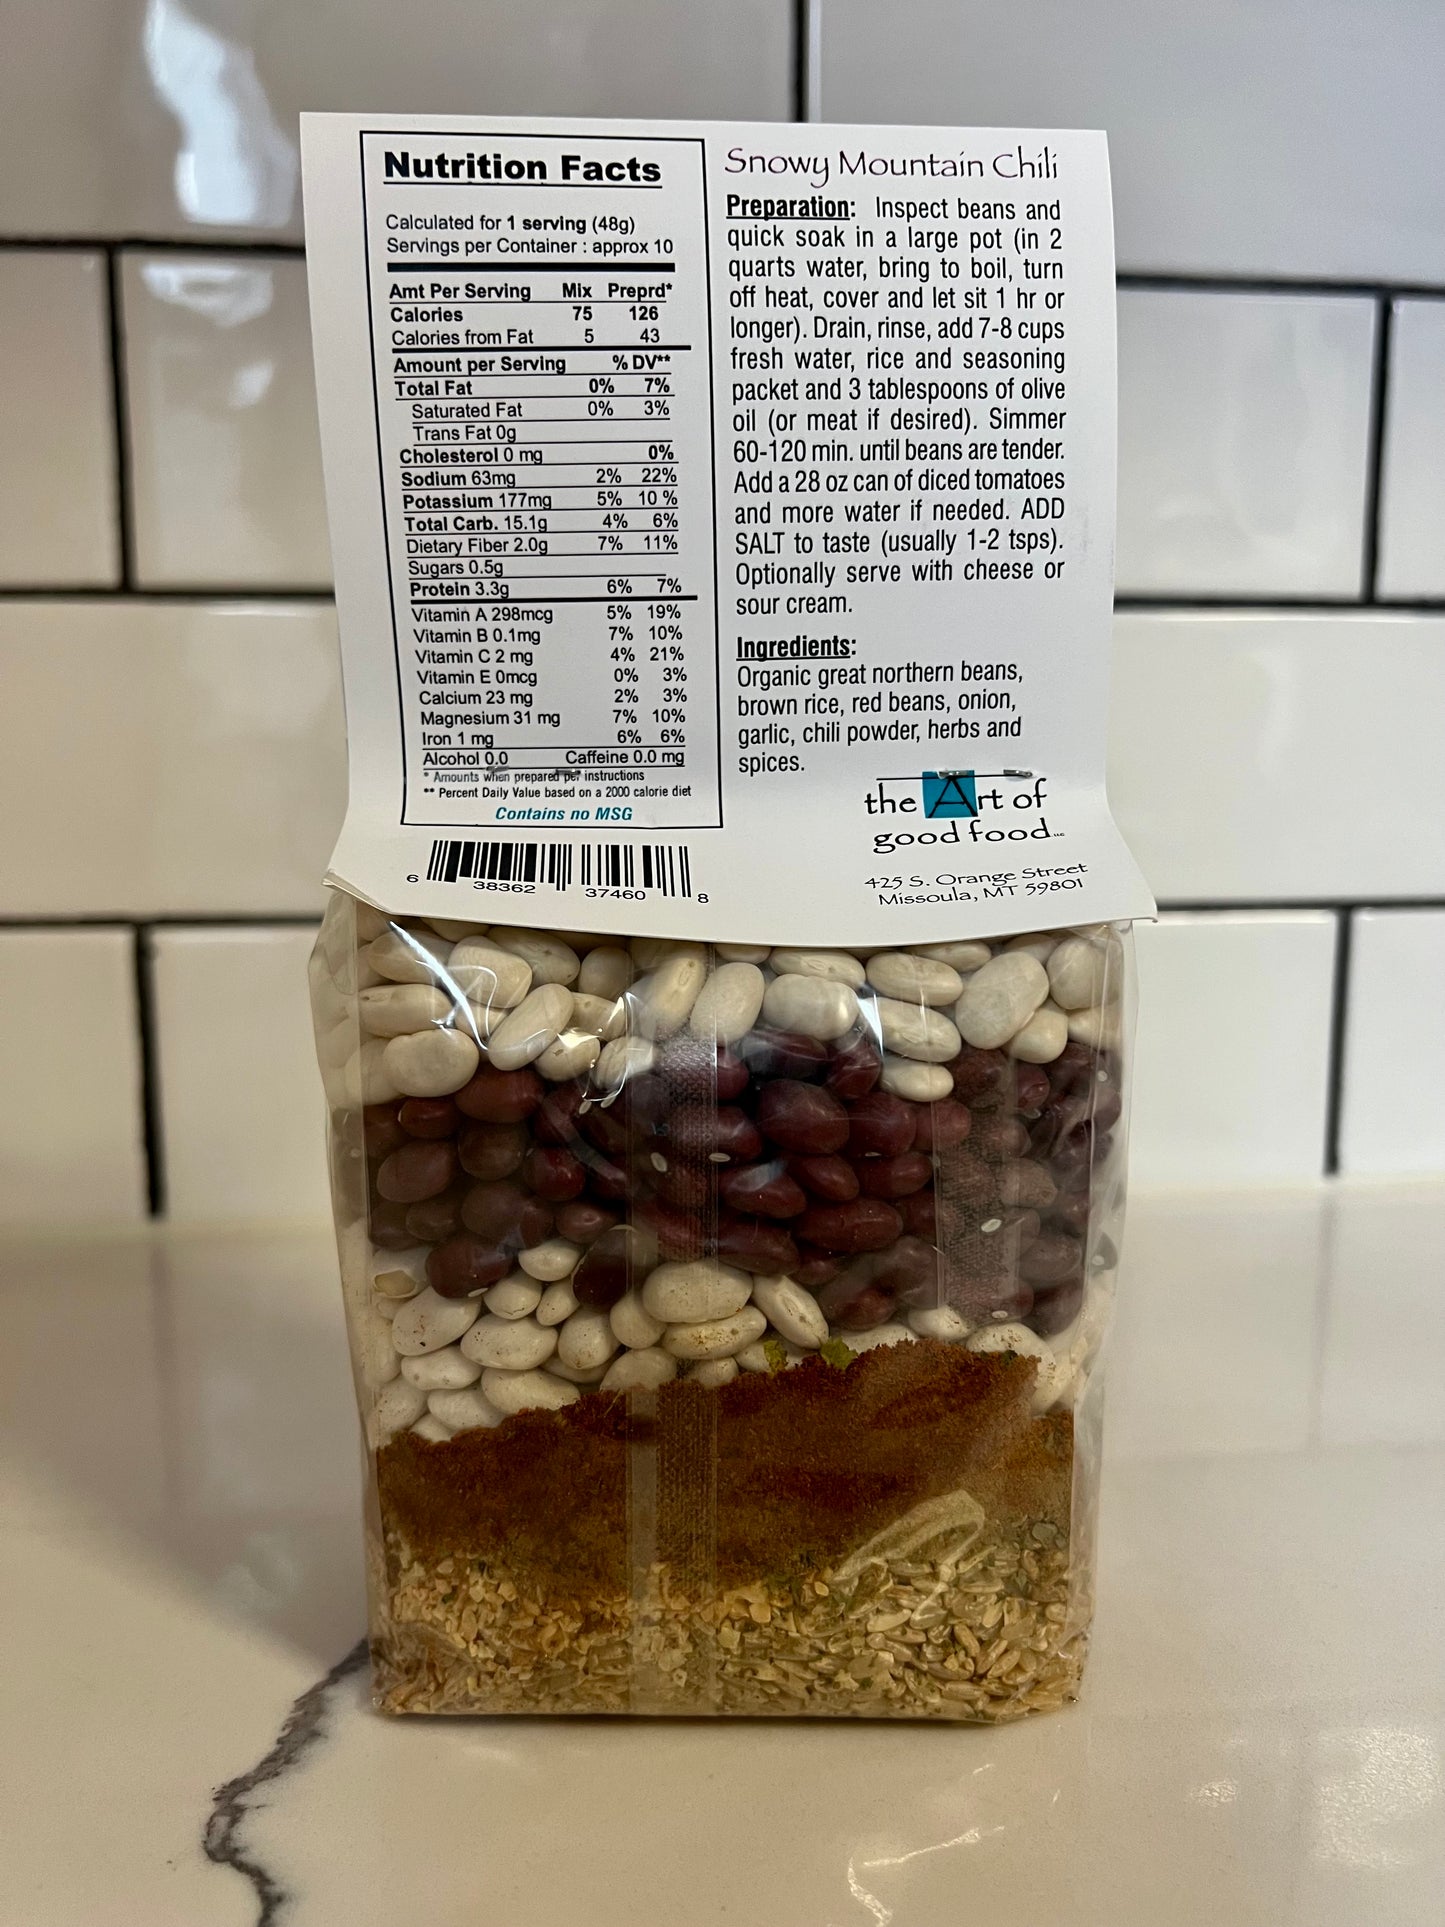 Nutrition Facts
Calculated for 1 serving (48g)
Servings per Container : approx 10
Amt Per Serving Mix Preprd*
Calories 75 126
Calories from Fat 5 43
Amount per Serving % DV**
Total Fat 0% 7%
Saturated Fat 0% 3%
Trans Fat 0g
Cholesterol 0 mg 0%
Sodium 63mg 2% 22%
Potassium 177mg 5% 10 %
Total Carb. 15.1g 4% 6%
Dietary Fiber 2.0g 7% 11%
Sugars 0.5g
Protein 3.3g 6% 7%
Vitamin A 298mcg 5% 19%
Vitamin B 0.1mg 7% 10%
Vitamin C 2 mg 4% 21%
Vitamin E 0mcg 0% 3%
Calcium 23 mg 2% 3%
Magnesium 31 mg 7% 10%
Iron 1 mg 6% 6%
Alcohol 0.0 Caffeine 0.0 mg
* Amounts when prepared per instructions
** Percent Daily Value based on a 2000 calorie diet
Contains no MSG
6 38362 37460 8
Snowy Mountain Chili
Preparation: Inspect beans and
quick soak in a large pot (in 2
quarts water, bring to boil, turn
off heat, cover and let sit 1 hr or
longer). Drain, rinse, add 7-8 cups
fresh water, rice and seasoning
packet and 3 tablespoons of olive
oil (or meat if desired). Simmer
60-120 min. until beans are tender.
Add a 28 oz can of diced tomatoes
and more water if needed. ADD
SALT to taste (usually 1-2 tsps).
Optionally serve with cheese or
sour cream.
Ingredients:
Organic great northern beans,
brown rice, red beans, onion,
garlic, chili powder, herbs and
spices.
the Art of
good food LLC
425 S. Orange Street
Missoula, MT 59801